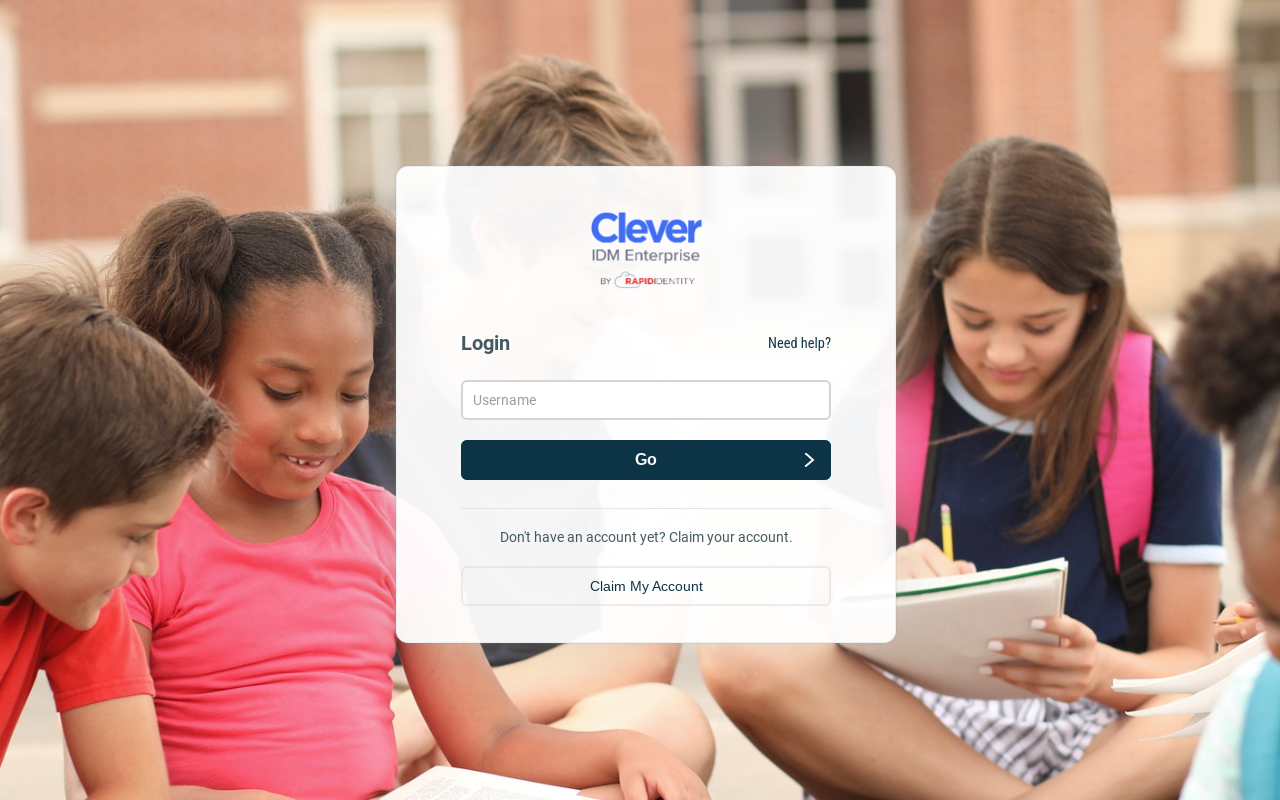 Clever
IDM Enterprise
BY RAPIDIDENTITY
Login
Need help?
Username
Go
Don't have an account yet? Claim your account.
Claim My Account